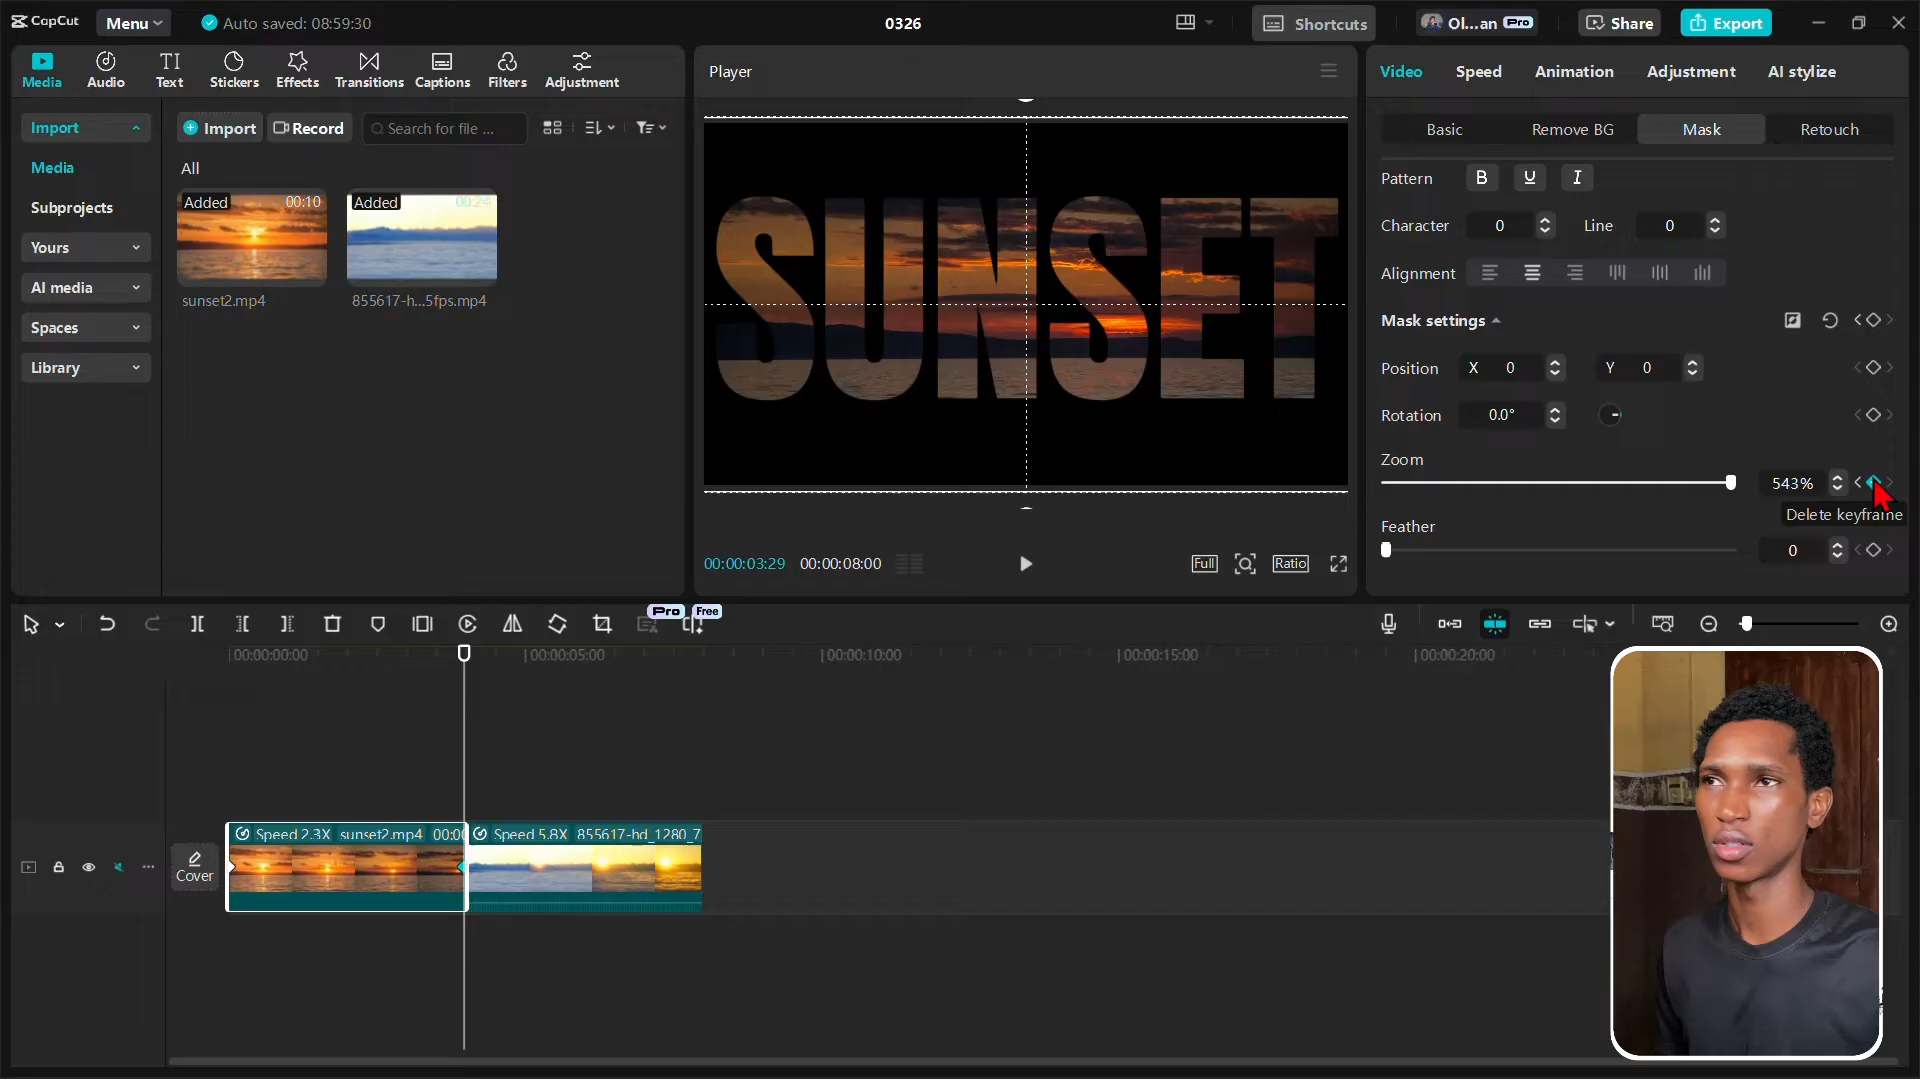 CapCut
Menu
Auto saved: 08:59:30
0326
Shortcuts
Ol...an Pro
Share
Export
Media
Audio
Text
Stickers
Effects
Transitions
Captions
Filters
Adjustment
Import
Media
Subprojects
Yours
AI media
Spaces
Library
Import
Record
Search for file ...
All
Added 00:10
Added 00:24
sunset2.mp4
855617-h...5fps.mp4
Player
SUNSET
00:00:03:29 00:00:08:00
Full
Ratio
Video
Speed
Animation
Adjustment
AI stylize
Basic
Remove BG
Mask
Retouch
Pattern B U I
Character 0 Line 0
Alignment
Mask settings
Position X 0 Y 0
Rotation 0.0°
Zoom
543%
Delete keyframe
Feather
0
Pro Free
00:00:00:00
00:00:05:00
00:00:10:00
00:00:15:00
00:00:20:00
Cover
Speed 2.3X sunset2.mp4 00:00
Speed 5.8X 855617-hd_1280_7